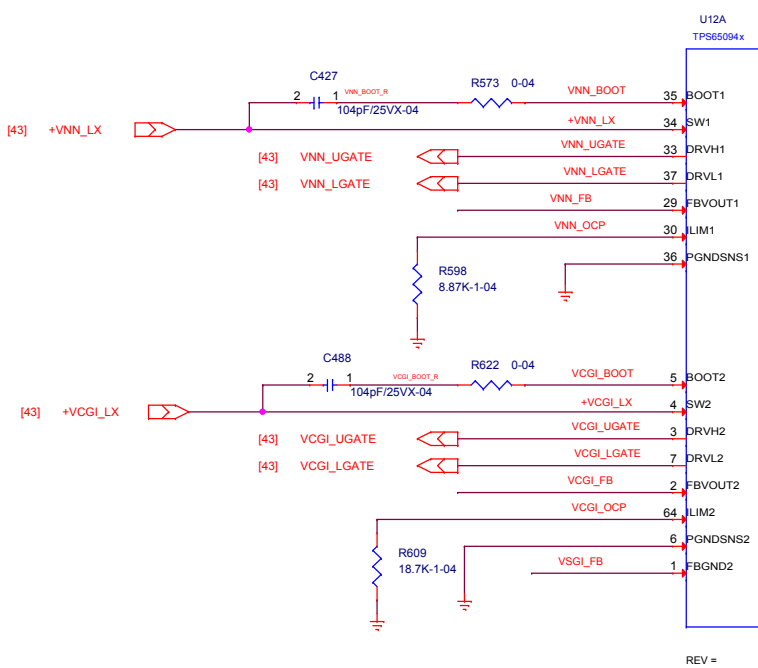 U12A
TPS65094x
C427
R573 0-04
2 1 VNN_BOOT_R
104pF/25VX-04
VNN_BOOT 35 BOOT1
[43] +VNN_LX
+VNN_LX 34 SW1
[43] VNN_UGATE
VNN_UGATE 33 DRVH1
[43] VNN_LGATE
VNN_LGATE 37 DRVL1
VNN_FB 29 FBVOUT1
VNN_OCP 30 ILIM1
36 PGNDSNS1
R598
8.87K-1-04
C488
R622 0-04
2 1 VCGI_BOOT_R
104pF/25VX-04
VCGI_BOOT 5 BOOT2
[43] +VCGI_LX
+VCGI_LX 4 SW2
[43] VCGI_UGATE
VCGI_UGATE 3 DRVH2
[43] VCGI_LGATE
VCGI_LGATE 7 DRVL2
VCGI_FB 2 FBVOUT2
VCGI_OCP 64 ILIM2
6 PGNDSNS2
R609
18.7K-1-04
VSGI_FB 1 FBGND2
REV =